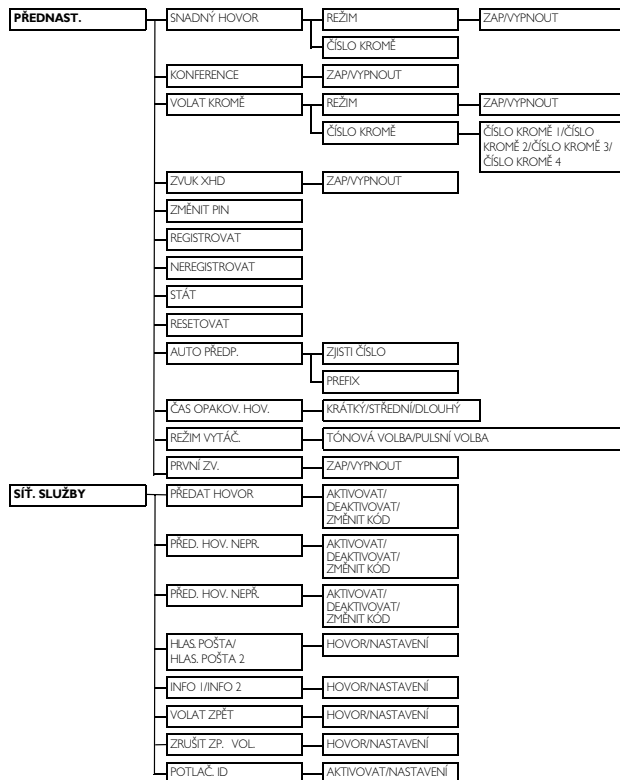 PŘEDNAST.
SNADNÝ HOVOR
REŽIM
ZAP/VYPNOUT
ČÍSLO KROMĚ
KONFERENCE
ZAP/VYPNOUT
VOLAT KROMĚ
REŽIM
ZAP/VYPNOUT
ČÍSLO KROMĚ
ČÍSLO KROMĚ 1/ČÍSLO
KROMĚ 2/ČÍSLO KROMĚ 3/
ČÍSLO KROMĚ 4
ZVUK XHD
ZAP/VYPNOUT
ZMĚNIT PIN
REGISTROVAT
NEREGISTROVAT
STÁT
RESETOVAT
AUTO PŘEDP.
ZJISTI ČÍSLO
PREFIX
ČAS OPAKOV. HOV.
KRÁTKÝ/STŘEDNÍ/DLOUHÝ
REŽIM VYTÁČ.
TÓNOVÁ VOLBA/PULSNÍ VOLBA
PRVNÍ ZV.
ZAP/VYPNOUT
SÍŤ. SLUŽBY
PŘEDAT HOVOR
AKTIVOVAT/
DEAKTIVOVAT/
ZMĚNIT KÓD
PŘED. HOV. NEPR.
AKTIVOVAT/
DEAKTIVOVAT/
ZMĚNIT KÓD
PŘED. HOV. NEPŘ.
AKTIVOVAT/
DEAKTIVOVAT/
ZMĚNIT KÓD
HLAS. POŠTA/
HLAS. POŠTA 2
HOVOR/NASTAVENÍ
INFO 1/INFO 2
HOVOR/NASTAVENÍ
VOLAT ZPĚT
HOVOR/NASTAVENÍ
ZRUŠIT ZP. VOL.
HOVOR/NASTAVENÍ
POTLAČ. ID
AKTIVOVAT/NASTAVENÍ